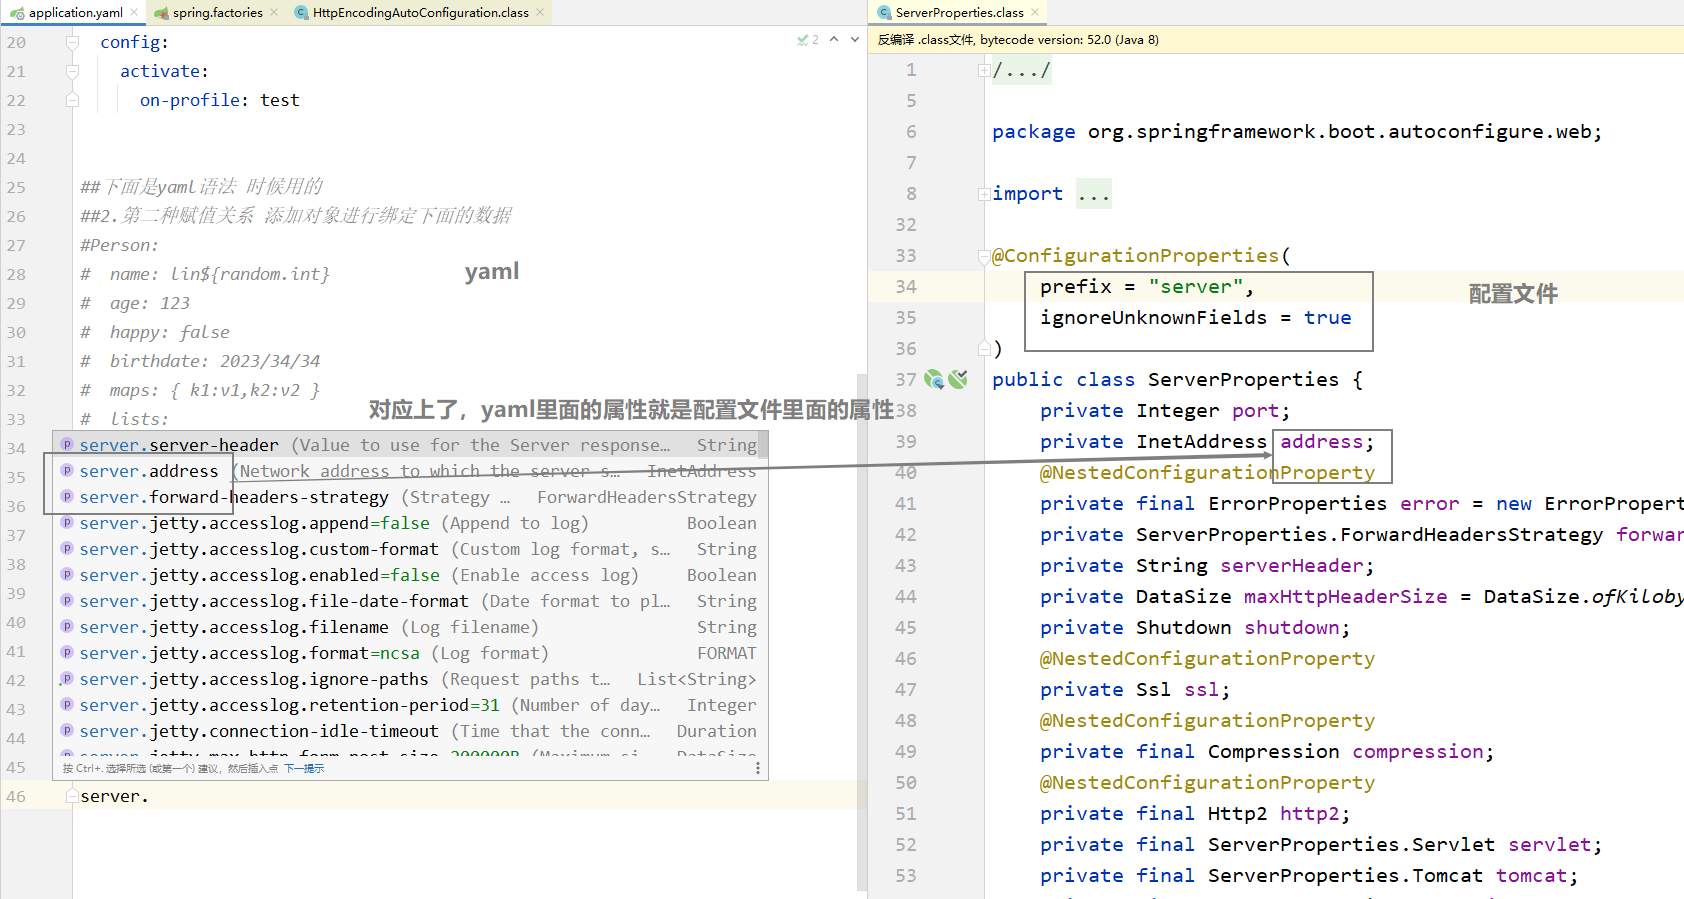 application.yaml
spring.factories
HttpEncodingAutoConfiguration.class
20 config:
21 activate:
22 on-profile: test
23
24
25 ##下面是yaml语法 时候用的
26 ##2.第二种赋值关系 添加对象进行绑定下面的数据
27 #Person:
28 # name: lin${random.int}
29 # age: 123
30 # happy: false
31 # birthdate: 2023/34/34
32 # maps: { k1:v1,k2:v2 }
33 # lists:
34
35
36
37
38
39
40
41
42
43
44
45
46 server.
2
yaml
对应上了，yaml里面的属性就是配置文件里面的属性
server.server-header (Value to use for the Server response… String
server.address (Network address to which the server s… InetAddress
server.forward-headers-strategy (Strategy … ForwardHeadersStrategy
server.jetty.accesslog.append=false (Append to log) Boolean
server.jetty.accesslog.custom-format (Custom log format, s… String
server.jetty.accesslog.enabled=false (Enable access log) Boolean
server.jetty.accesslog.file-date-format (Date format to pl… String
server.jetty.accesslog.filename (Log filename) String
server.jetty.accesslog.format=ncsa (Log format) FORMAT
server.jetty.accesslog.ignore-paths (Request paths t… List<String>
server.jetty.accesslog.retention-period=31 (Number of day… Integer
server.jetty.connection-idle-timeout (Time that the conn… Duration
server.jetty.max-http-form-post-size=200000B (Maximum si… DataSize
按 Ctrl+. 选择所选 (或第一个) 建议，然后插入点 下一提示
ServerProperties.class
反编译 .class文件, bytecode version: 52.0 (Java 8)
1 /.../
5
6 package org.springframework.boot.autoconfigure.web;
7
8 import ...
32
33 @ConfigurationProperties(
34 prefix = "server",
35 ignoreUnknownFields = true
36 )
37 public class ServerProperties {
38 private Integer port;
39 private InetAddress address;
40 @NestedConfigurationProperty
41 private final ErrorProperties error = new ErrorPropert
42 private ServerProperties.ForwardHeadersStrategy forwar
43 private String serverHeader;
44 private DataSize maxHttpHeaderSize = DataSize.ofKiloby
45 private Shutdown shutdown;
46 @NestedConfigurationProperty
47 private Ssl ssl;
48 @NestedConfigurationProperty
49 private final Compression compression;
50 @NestedConfigurationProperty
51 private final Http2 http2;
52 private final ServerProperties.Servlet servlet;
53 private final ServerProperties.Tomcat tomcat;
配置文件